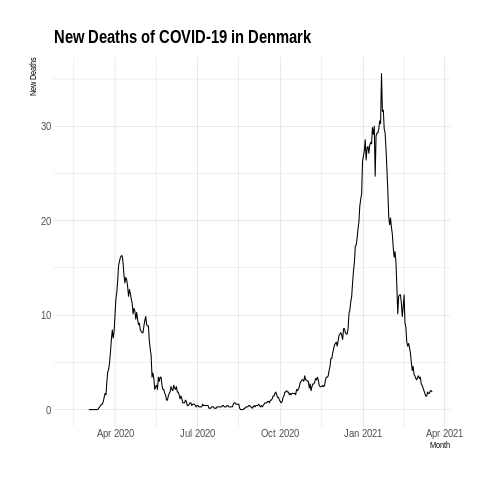 New Deaths of COVID-19 in Denmark
New Deaths
30
20
10
0
Apr 2020 Jul 2020 Oct 2020 Jan 2021 Apr 2021
Month